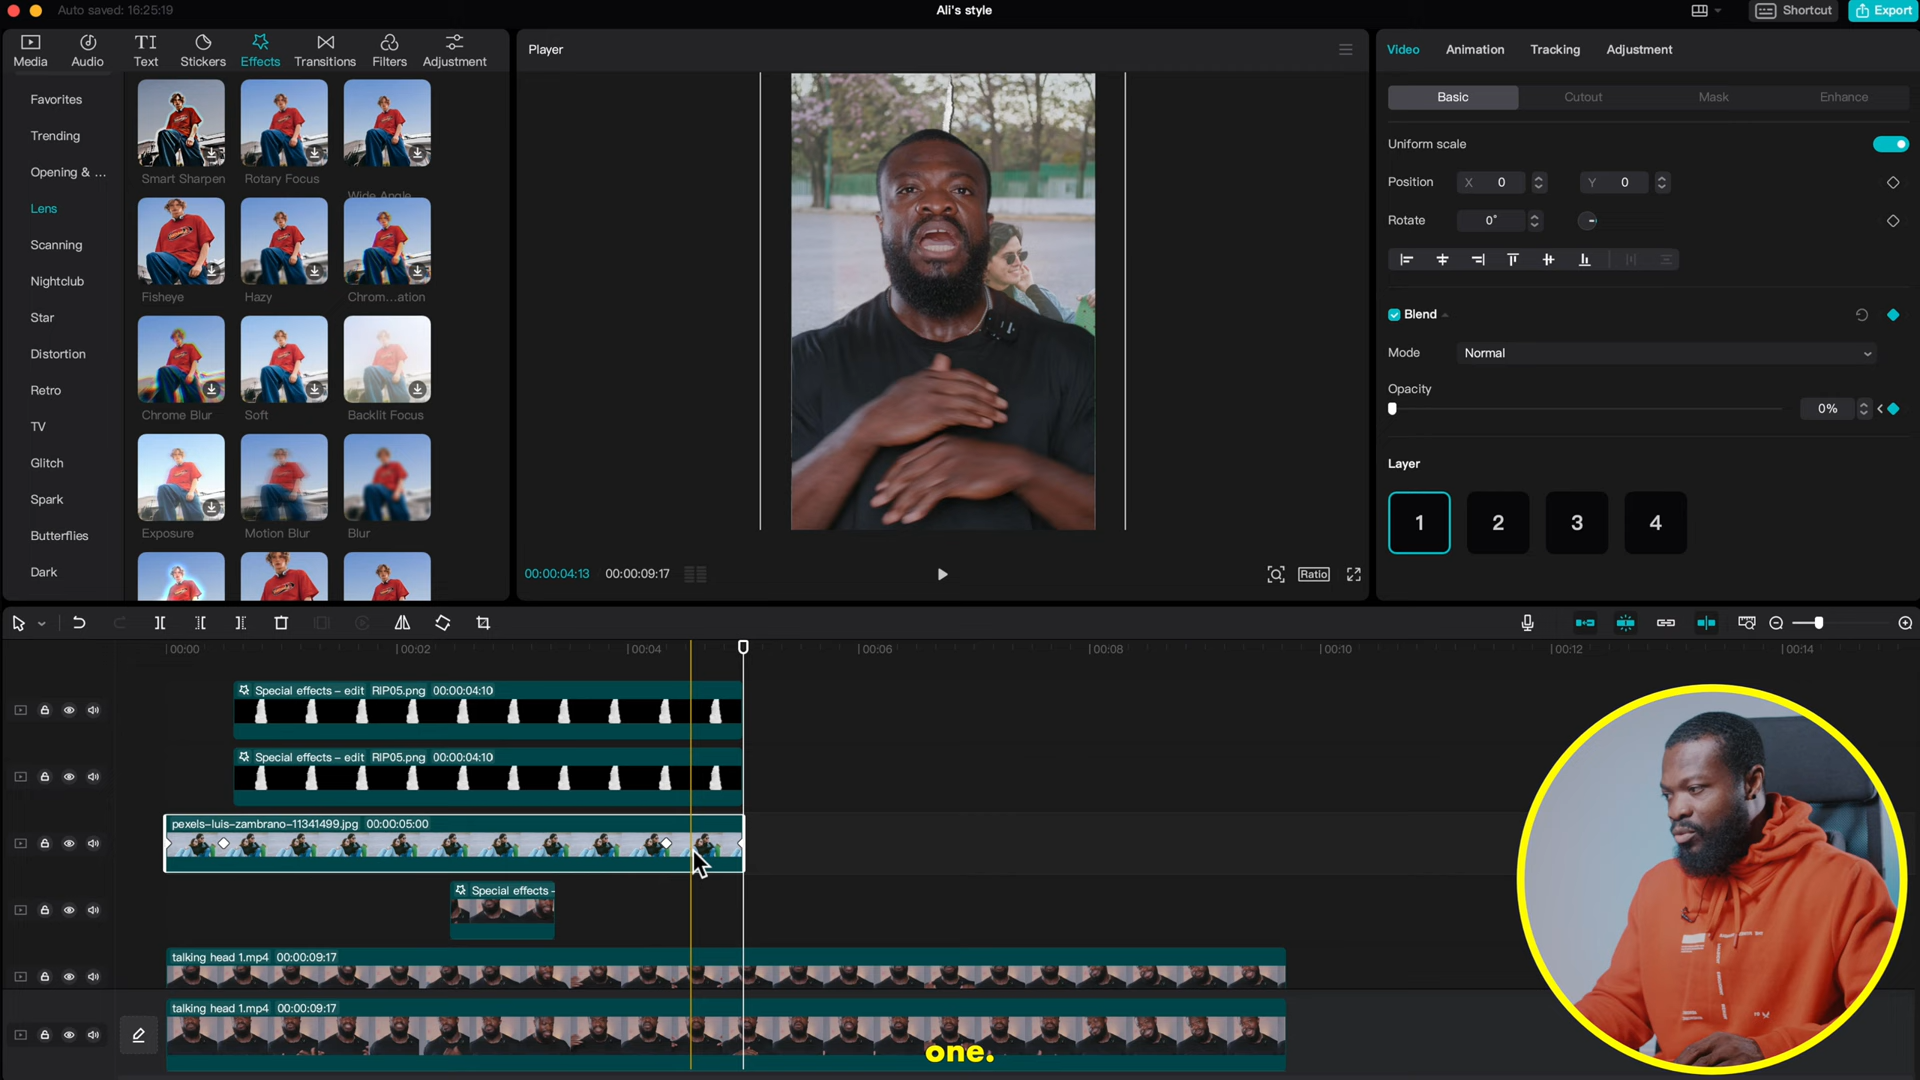 Auto saved: 16:25:19
Ali's style
Shortcut
Export
Media
Audio
Text
Stickers
Effects
Transitions
Filters
Adjustment
Player
Video
Animation
Tracking
Adjustment
Favorites
Trending
Opening & ...
Lens
Scanning
Nightclub
Star
Distortion
Retro
TV
Glitch
Spark
Butterflies
Dark
Smart Sharpen
Rotary Focus
Wide Angle
Fisheye
Hazy
Chrom...ation
Chrome Blur
Soft
Backlit Focus
Exposure
Motion Blur
Blur
00:00:04:13
00:00:09:17
Ratio
Basic
Cutout
Mask
Enhance
Uniform scale
Position
X 0
Y 0
Rotate
0°
Blend
Mode
Normal
Opacity
0%
Layer
1
2
3
4
00:00
00:02
00:04
00:06
00:08
00:10
00:12
00:14
Special effects – edit RIP05.png 00:00:04:10
Special effects – edit RIP05.png 00:00:04:10
pexels-luis-zambrano-11341499.jpg 00:00:05:00
Special effects -
talking head 1.mp4 00:00:09:17
talking head 1.mp4 00:00:09:17
one.